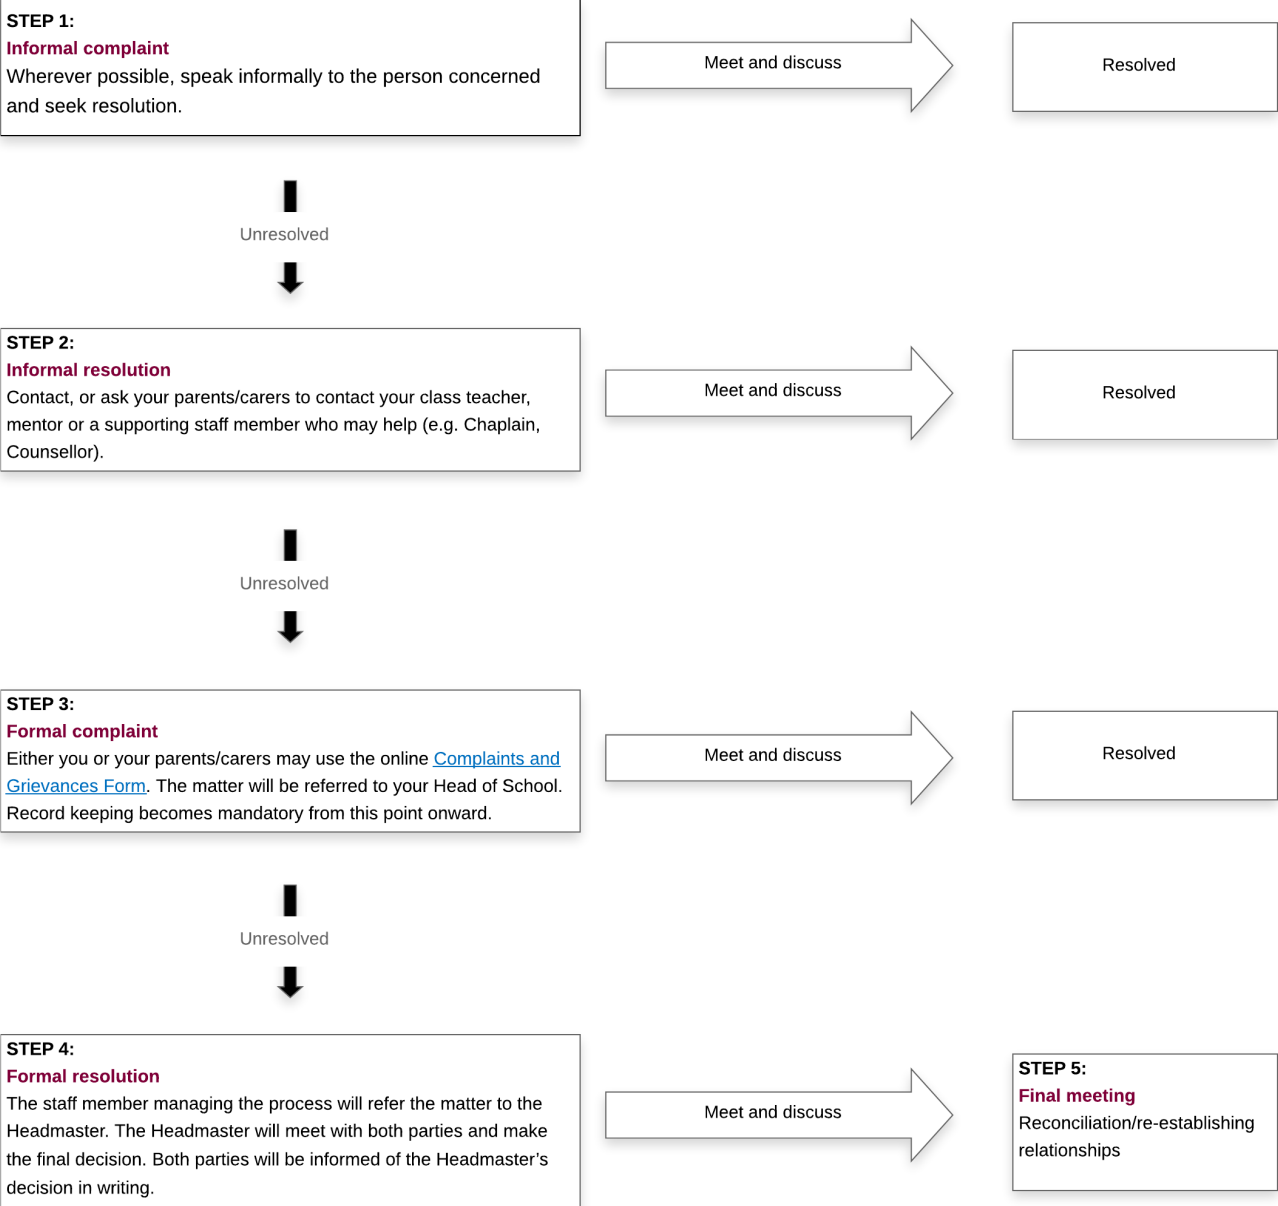 STEP 1:
Informal complaint
Wherever possible, speak informally to the person concerned
and seek resolution.
Meet and discuss
Resolved
Unresolved
STEP 2:
Informal resolution
Contact, or ask your parents/carers to contact your class teacher,
mentor or a supporting staff member who may help (e.g. Chaplain,
Counsellor).
Meet and discuss
Resolved
Unresolved
STEP 3:
Formal complaint
Either you or your parents/carers may use the online Complaints and
Grievances Form. The matter will be referred to your Head of School.
Record keeping becomes mandatory from this point onward.
Meet and discuss
Resolved
Unresolved
STEP 4:
Formal resolution
The staff member managing the process will refer the matter to the
Headmaster. The Headmaster will meet with both parties and make
the final decision. Both parties will be informed of the Headmaster’s
decision in writing.
Meet and discuss
STEP 5:
Final meeting
Reconciliation/re-establishing
relationships